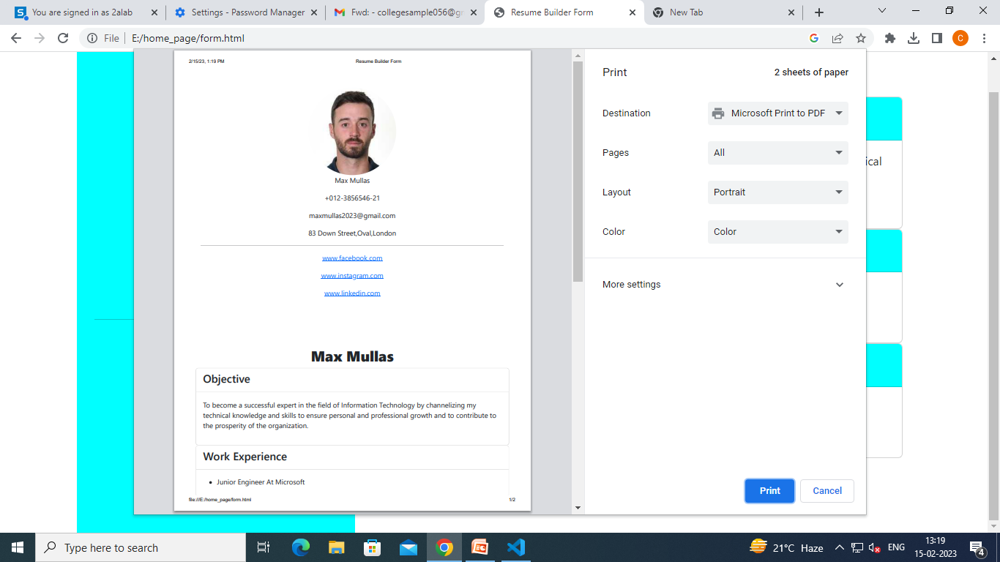 You are signed in as 2alab
Settings - Password Manager
Fwd: - collegesample056@gm
Resume Builder Form
New Tab
File
E:/home_page/form.html
2/15/23, 1:19 PM
Resume Builder Form
Max Mullas
+012-3856546-21
maxmullas2023@gmail.com
83 Down Street,Oval,London
www.facebook.com
www.instagram.com
www.linkedin.com
Max Mullas
Objective
To become a successful expert in the field of Information Technology by channelizing my
technical knowledge and skills to ensure personal and professional growth and to contribute to
the prosperity of the organization.
Work Experience
• Junior Engineer At Microsoft
file:///E:/home_page/form.html
1/2
Print
2 sheets of paper
Destination
Microsoft Print to PDF
Pages
All
Layout
Portrait
Color
Color
More settings
Print
Cancel
ical
Type here to search
21°C Haze
ENG
13:19
15-02-2023
4